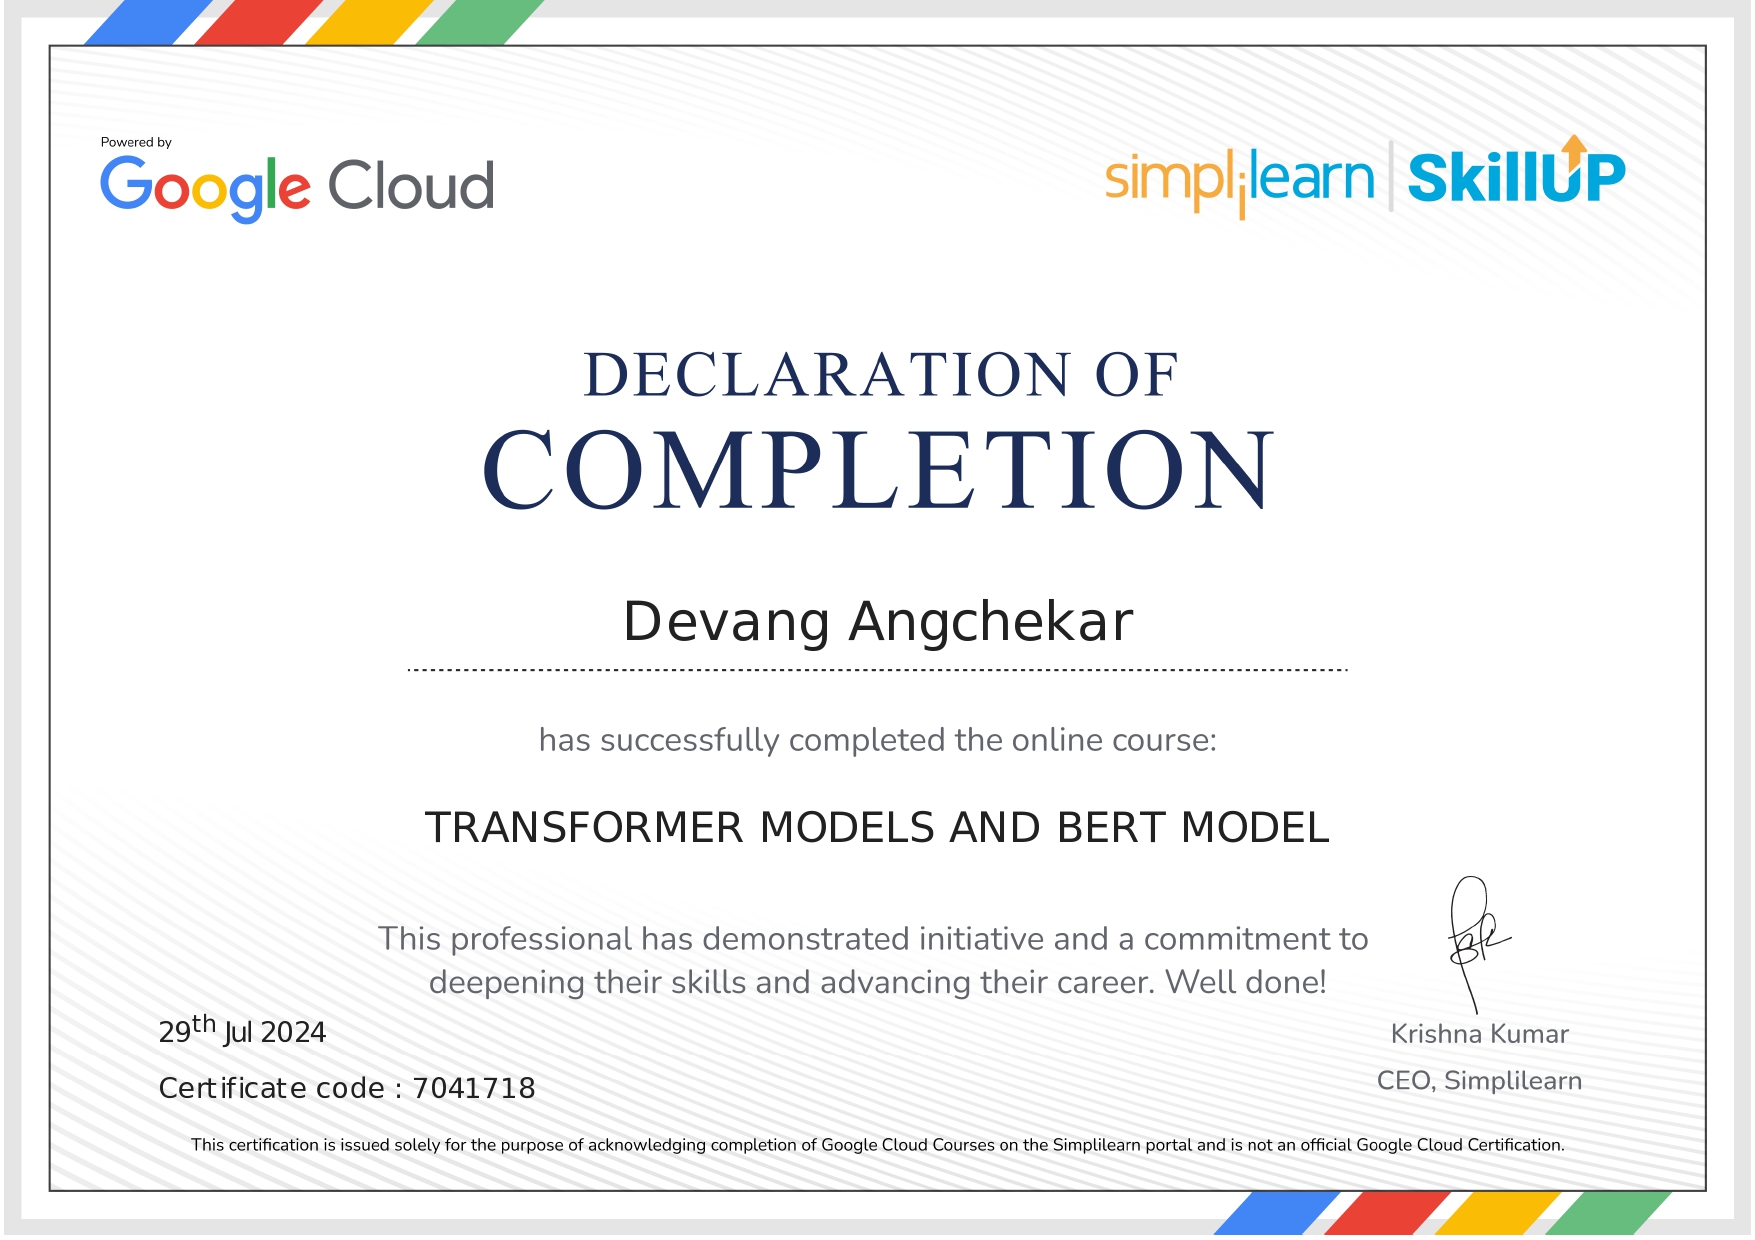 Powered by
Google Cloud
simplilearn | SkillUP
DECLARATION OF
COMPLETION
Devang Angchekar
has successfully completed the online course:
TRANSFORMER MODELS AND BERT MODEL
This professional has demonstrated initiative and a commitment to
deepening their skills and advancing their career. Well done!
29th Jul 2024
Certificate code : 7041718
Krishna Kumar
CEO, Simplilearn
This certification is issued solely for the purpose of acknowledging completion of Google Cloud Courses on the Simplilearn portal and is not an official Google Cloud Certification.